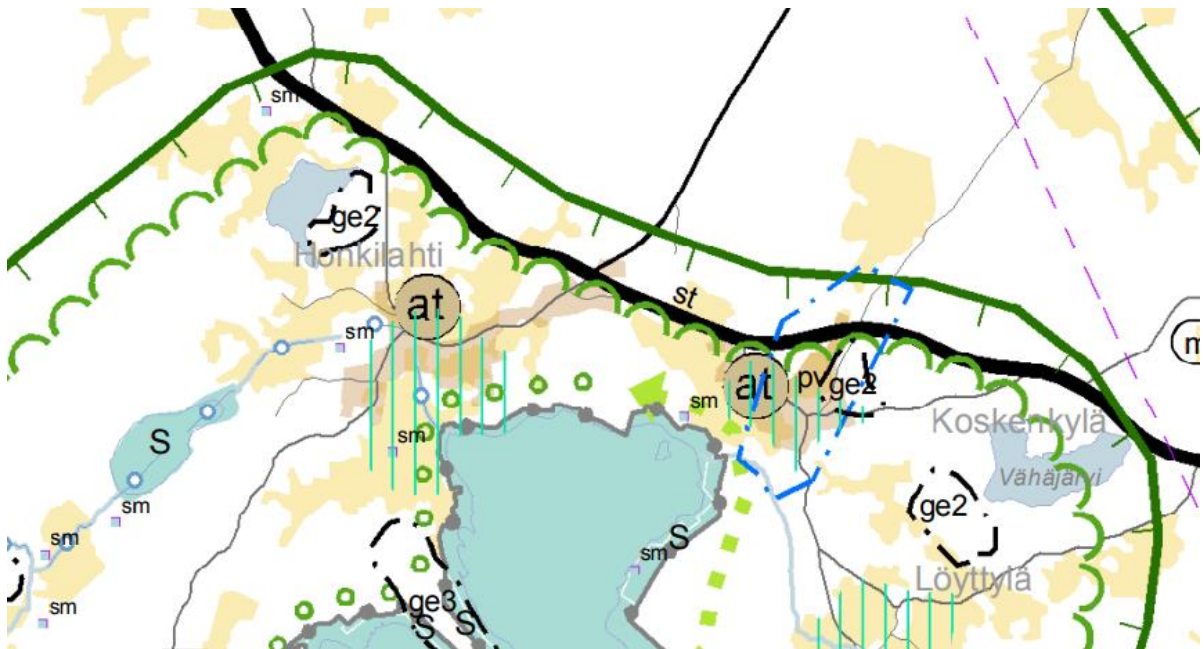 sm
ge2
Honkilahti
at
st
sm
at
pv
ge2
m
sm
Koskenkylä
sm
S
Vähäjärvi
sm
ge2
sm
S
sm
Löyttylä
sm
ge3
S
S